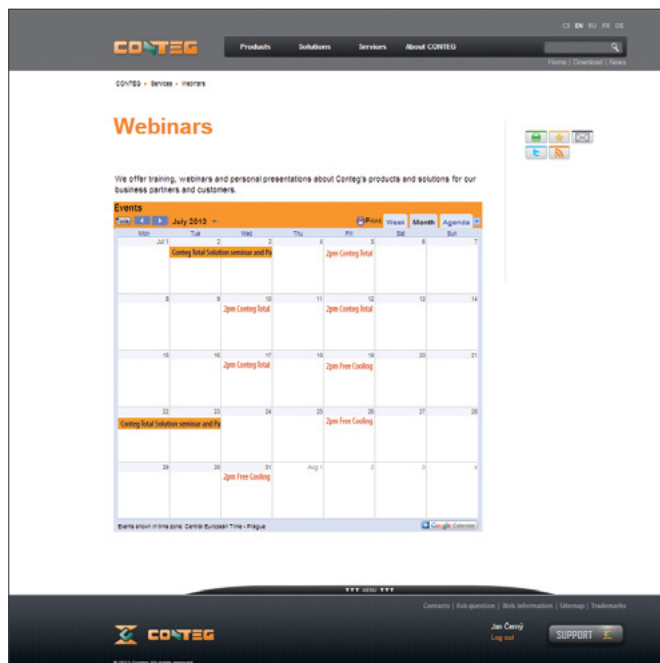 CS EN RU FR DE
CONTEG
Products Solutions Services About CONTEG
Home | Download | News
CONTEG Services Webinars
Webinars
We offer training, webinars and personal presentations about Conteg's products and solutions for our
business partners and customers.
Events
July 2013 Print Week Month Agenda
Mon Tue Wed Thu Fri Sat Sun
Jul 1 2 3 4 5 6 7
Conteg Total Solution seminar and Pa 2pm Conteg Total
8 9 10 11 12 13 14
2pm Conteg Total 2pm Conteg Total
15 16 17 18 19 20 21
2pm Conteg Total 2pm Free Cooling
22 23 24 25 26 27 28
Conteg Total Solution seminar and Pa 2pm Free Cooling
29 30 31 Aug 1 2 3 4
2pm Free Cooling
Events shown in time zone: Central European Time - Prague Google Calendar
MENU
Contacts | Ask question | Web information | Sitemap | Trademarks
CONTEG
Jan Černý
Log out
SUPPORT